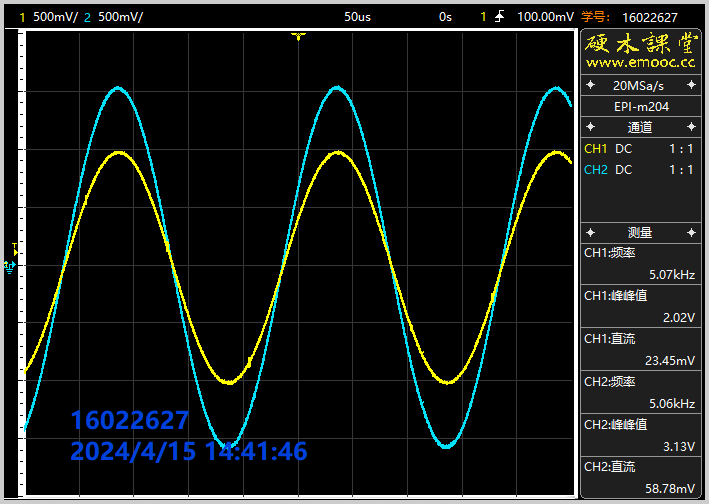 1 500mV/ 2 500mV/ 50us 0s 1 100.00mV 学号: 16022627
硬木課堂
www.emooc.cc
20MSa/s
EPI-m204
通道
CH1 DC 1 : 1
CH2 DC 1 : 1
T
测量
CH1:频率
5.07kHz
CH1:峰峰值
2.02V
CH1:直流
23.45mV
CH2:频率
5.06kHz
CH2:峰峰值
3.13V
CH2:直流
58.78mV
16022627
2024/4/15 14:41:46